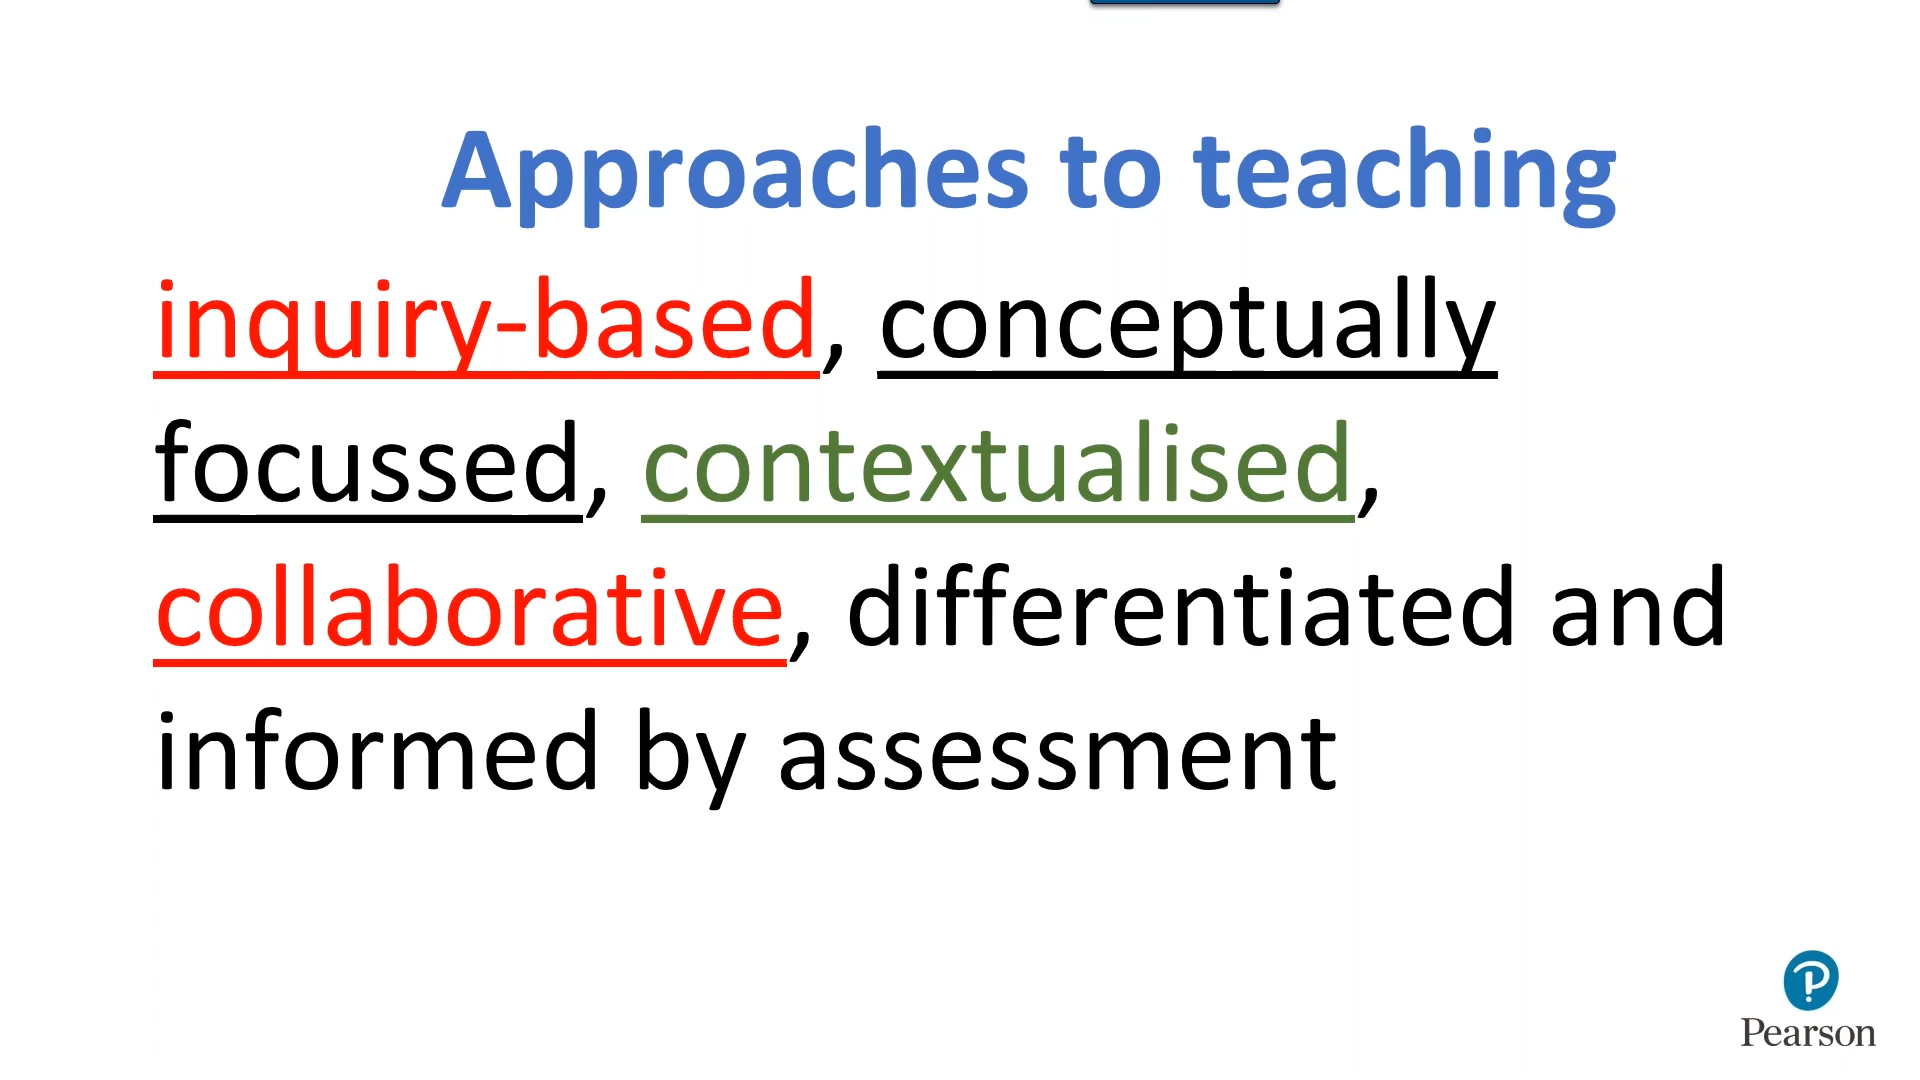 Approaches to teaching
inquiry-based, conceptually
focussed, contextualised,
collaborative, differentiated and
informed by assessment
Pearson